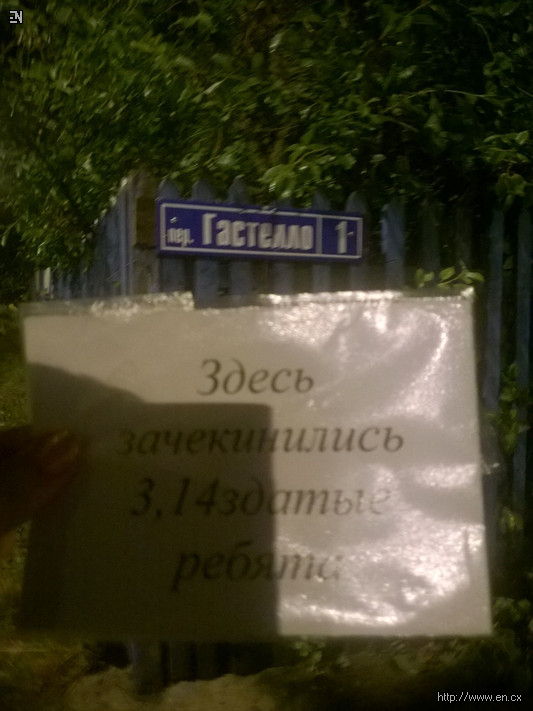 EN
пер. Гастелло 1
Здесь
зачекинились
3,14здатые
ребята
http://www.en.cx